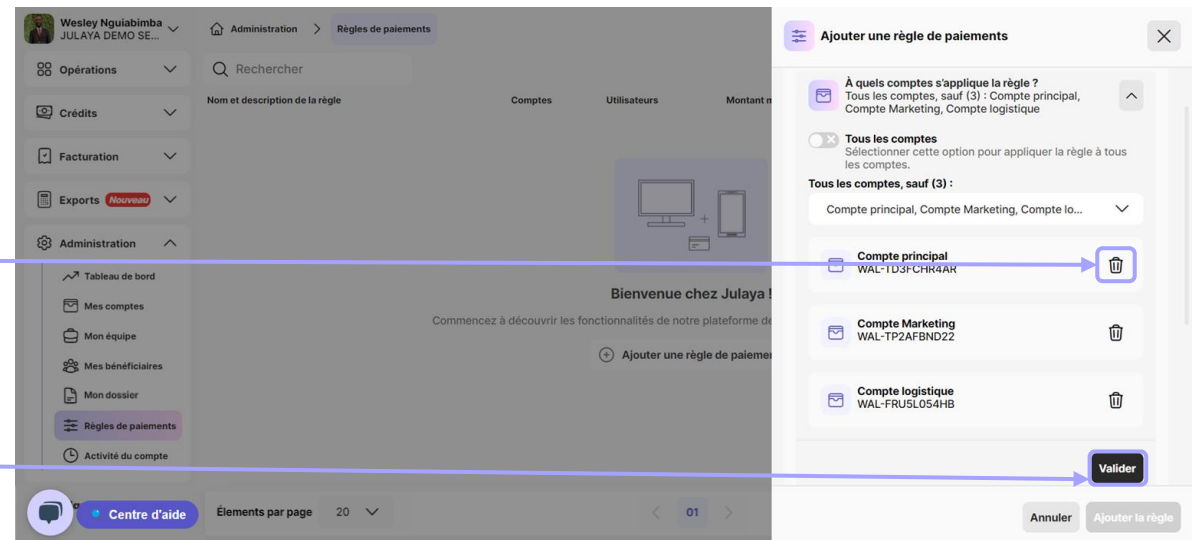 Wesley Nguiabimba
JULAYA DEMO SE...
Opérations
Crédits
Facturation
Exports Nouveau
Administration
Tableau de bord
Mes comptes
Mon équipe
Mes bénéficiaires
Mon dossier
Règles de paiements
Activité du compte
Centre d'aide
Administration > Règles de paiements
Rechercher
Nom et description de la règle Comptes Utilisateurs Montant m
Bienvenue chez Julaya !
Commencez à découvrir les fonctionnalités de notre plateforme de
Ajouter une règle de paiemen
Élements par page 20 < 01 >
Ajouter une règle de paiements
À quels comptes s'applique la règle ?
Tous les comptes, sauf (3) : Compte principal,
Compte Marketing, Compte logistique
Tous les comptes
Sélectionner cette option pour appliquer la règle à tous
les comptes.
Tous les comptes, sauf (3) :
Compte principal, Compte Marketing, Compte lo...
Compte principal
WAL-TD3FCHR4AR
Compte Marketing
WAL-TP2AFBND22
Compte logistique
WAL-FRU5L054HB
Valider
Annuler Ajouter la règle